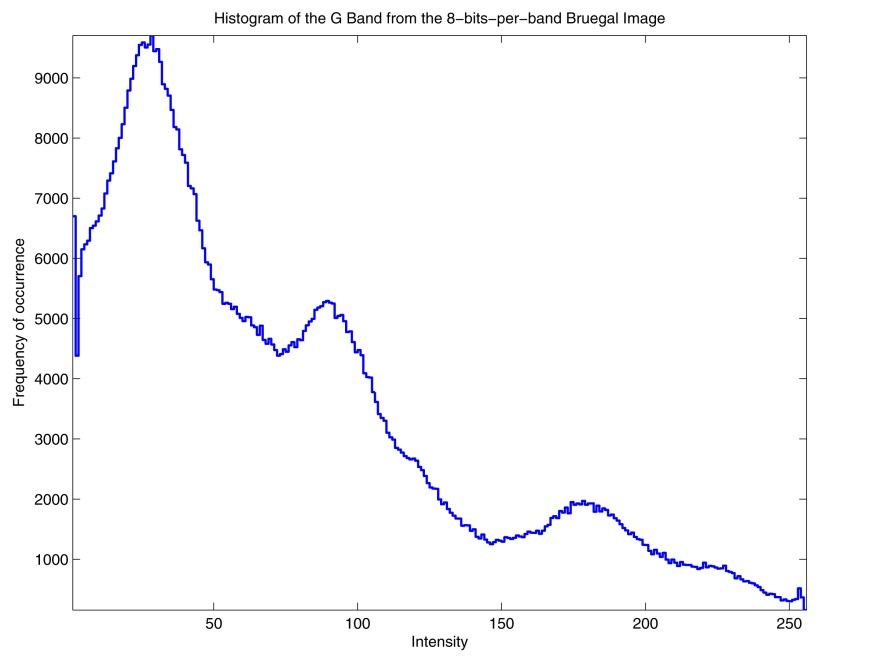 Histogram of the G Band from the 8−bits−per−band Bruegal Image
9000
8000
7000
6000
5000
4000
3000
2000
1000
Frequency of occurrence
50 100 150 200 250
Intensity